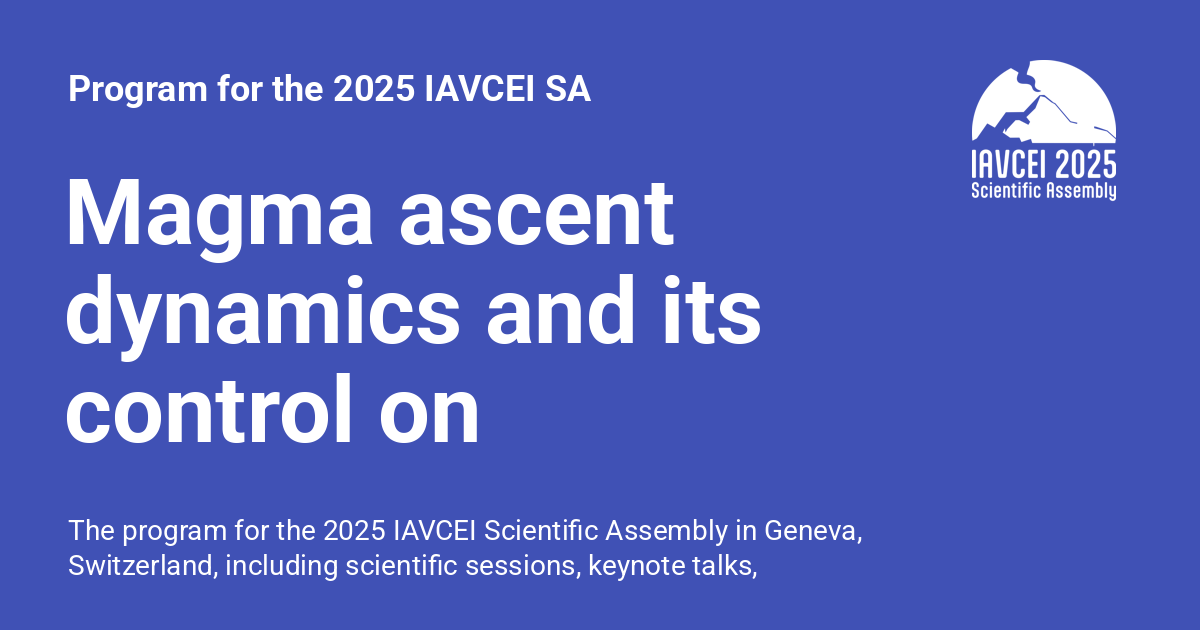 Program for the 2025 IAVCEI SA
IAVCEI 2025
Scientific Assembly
Magma ascent
dynamics and its
control on
The program for the 2025 IAVCEI Scientific Assembly in Geneva,
Switzerland, including scientific sessions, keynote talks,